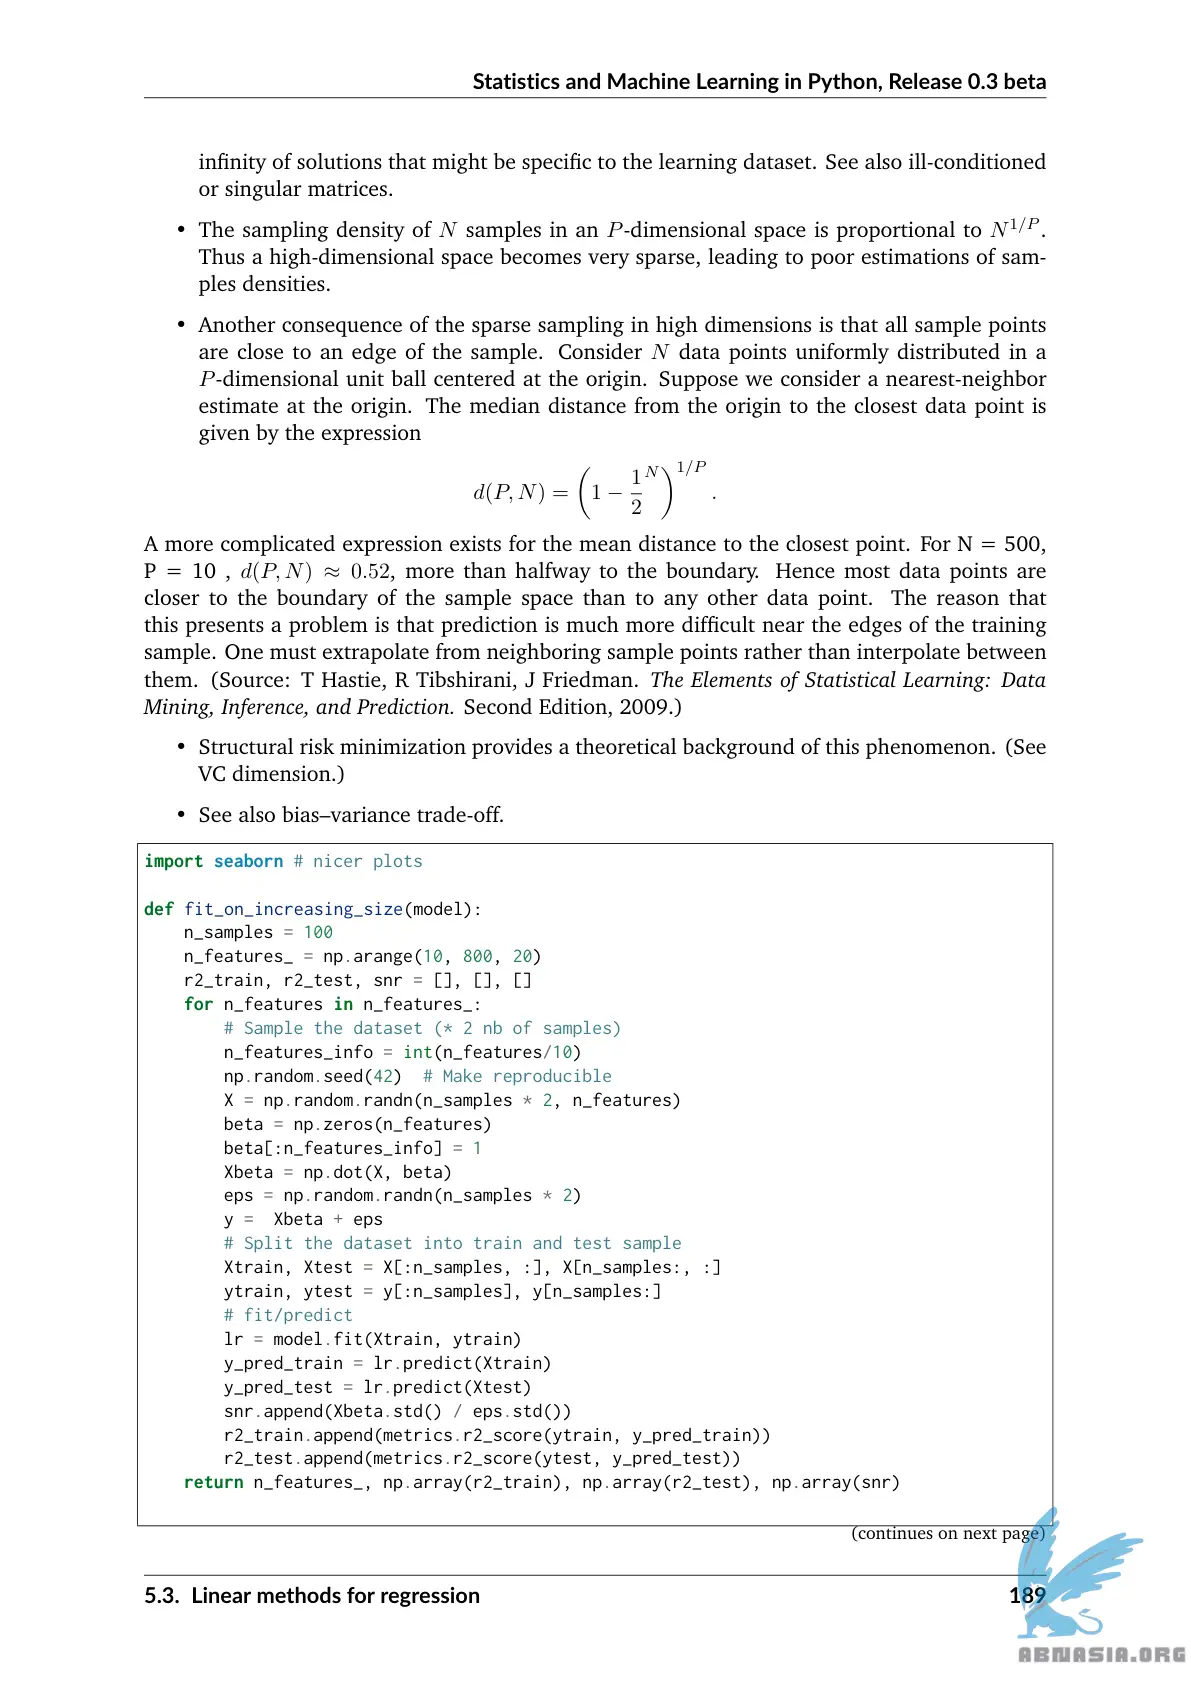 Statistics and Machine Learning in Python, Release 0.3 beta
infinity of solutions that might be specific to the learning dataset. See also ill-conditioned
or singular matrices.
• The sampling density of N samples in an P-dimensional space is proportional to N^{1/P}.
Thus a high-dimensional space becomes very sparse, leading to poor estimations of sam-
ples densities.
• Another consequence of the sparse sampling in high dimensions is that all sample points
are close to an edge of the sample. Consider N data points uniformly distributed in a
P-dimensional unit ball centered at the origin. Suppose we consider a nearest-neighbor
estimate at the origin. The median distance from the origin to the closest data point is
given by the expression
d(P, N) = (1 − 1/2^N)^{1/P}.
A more complicated expression exists for the mean distance to the closest point. For N = 500,
P = 10 , d(P, N) ≈ 0.52, more than halfway to the boundary. Hence most data points are
closer to the boundary of the sample space than to any other data point. The reason that
this presents a problem is that prediction is much more difficult near the edges of the training
sample. One must extrapolate from neighboring sample points rather than interpolate between
them. (Source: T Hastie, R Tibshirani, J Friedman. The Elements of Statistical Learning: Data
Mining, Inference, and Prediction. Second Edition, 2009.)
• Structural risk minimization provides a theoretical background of this phenomenon. (See
VC dimension.)
• See also bias–variance trade-off.
import seaborn # nicer plots
def fit_on_increasing_size(model):
    n_samples = 100
    n_features_ = np.arange(10, 800, 20)
    r2_train, r2_test, snr = [], [], []
    for n_features in n_features_:
        # Sample the dataset (* 2 nb of samples)
        n_features_info = int(n_features/10)
        np.random.seed(42)  # Make reproducible
        X = np.random.randn(n_samples * 2, n_features)
        beta = np.zeros(n_features)
        beta[:n_features_info] = 1
        Xbeta = np.dot(X, beta)
        eps = np.random.randn(n_samples * 2)
        y =  Xbeta + eps
        # Split the dataset into train and test sample
        Xtrain, Xtest = X[:n_samples, :], X[n_samples:, :]
        ytrain, ytest = y[:n_samples], y[n_samples:]
        # fit/predict
        lr = model.fit(Xtrain, ytrain)
        y_pred_train = lr.predict(Xtrain)
        y_pred_test = lr.predict(Xtest)
        snr.append(Xbeta.std() / eps.std())
        r2_train.append(metrics.r2_score(ytrain, y_pred_train))
        r2_test.append(metrics.r2_score(ytest, y_pred_test))
    return n_features_, np.array(r2_train), np.array(r2_test), np.array(snr)
(continues on next page)
5.3. Linear methods for regression 189
ABNASIA.ORG